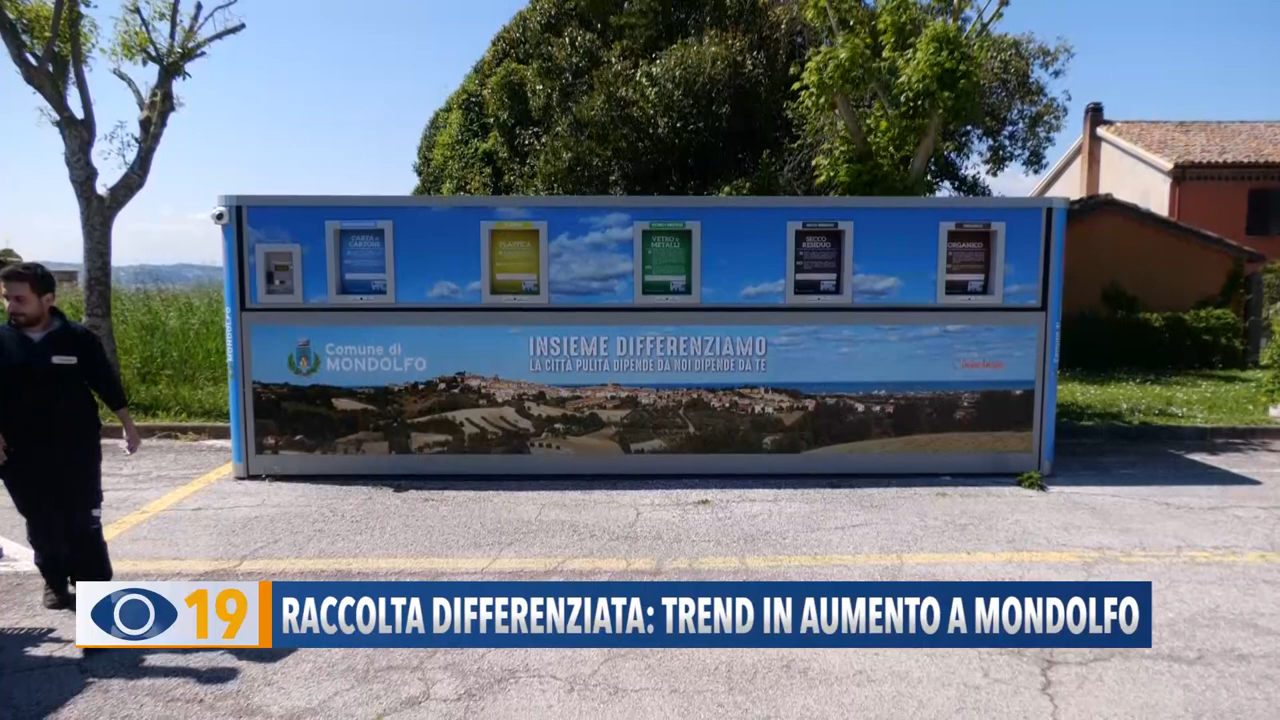 CARTA e
CARTONE
PLASTICA
VETRO e
METALLI
SECCO
RESIDUO
ORGANICO
MONDOLFO
Comune di
MONDOLFO
INSIEME DIFFERENZIAMO
LA CITTÀ PULITA DIPENDE DA NOI DIPENDE DA TE
19
RACCOLTA DIFFERENZIATA: TREND IN AUMENTO A MONDOLFO